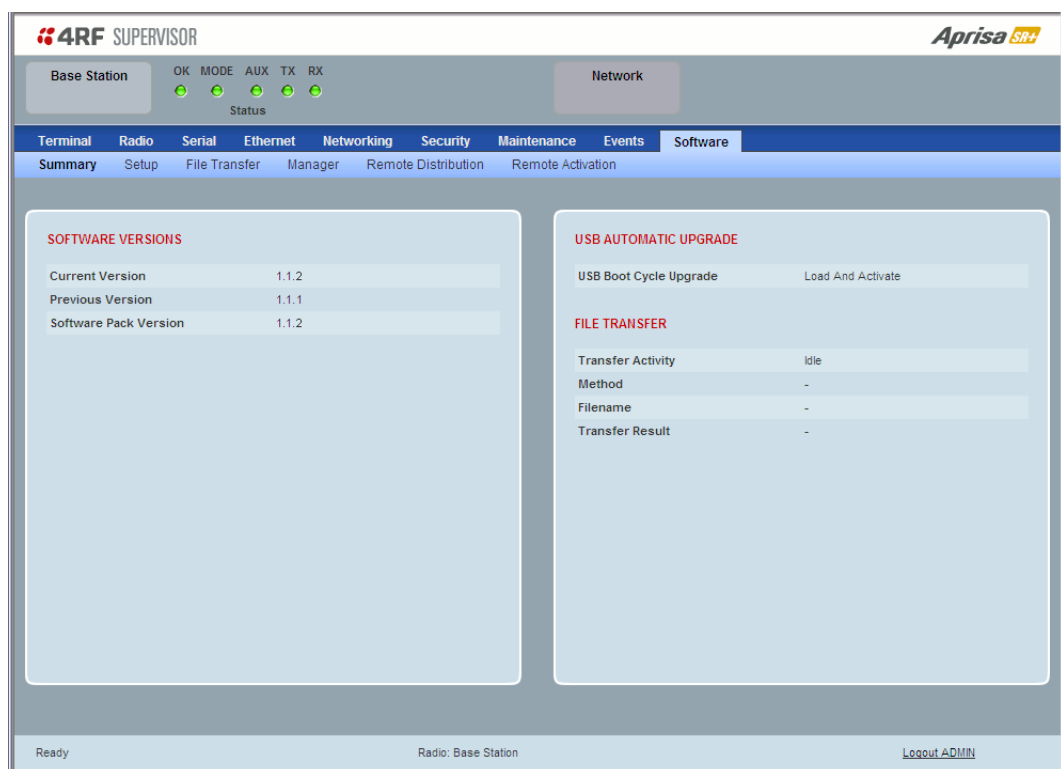 4RF SUPERVISOR
Aprisa SR+
Base Station
OK MODE AUX TX RX
Status
Network
Terminal Radio Serial Ethernet Networking Security Maintenance Events Software
Summary Setup File Transfer Manager Remote Distribution Remote Activation
SOFTWARE VERSIONS
Current Version 1.1.2
Previous Version 1.1.1
Software Pack Version 1.1.2
USB AUTOMATIC UPGRADE
USB Boot Cycle Upgrade Load And Activate
FILE TRANSFER
Transfer Activity Idle
Method -
Filename -
Transfer Result -
Ready
Radio: Base Station
Logout ADMIN